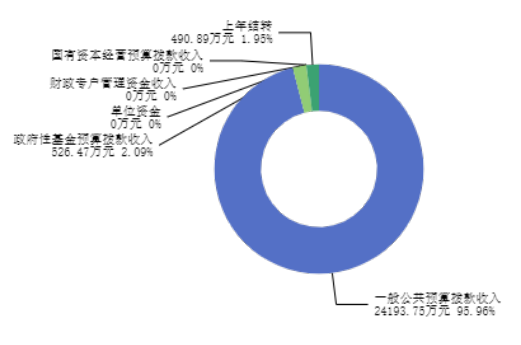 上年结转
490.89万元 1.95%
国有资本经营预算拨款收入
0万元 0%
财政专户管理资金收入
0万元 0%
单位资金
0万元 0%
政府性基金预算拨款收入
526.47万元 2.09%
一般公共预算拨款收入
24193.75万元 95.96%